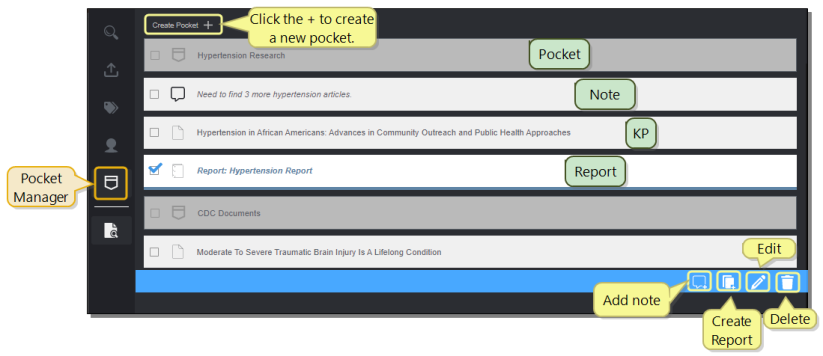 Create Pocket +
Click the + to create
a new pocket.
Hypertension Research
Pocket
Need to find 3 more hypertension articles.
Note
Hypertension in African Americans: Advances in Community Outreach and Public Health Approaches
KP
Report: Hypertension Report
Report
Pocket
Manager
CDC Documents
Moderate To Severe Traumatic Brain Injury Is A Lifelong Condition
Edit
Add note
Create
Report
Delete